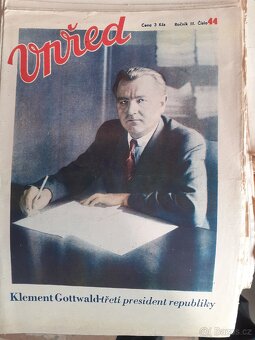 Vpřed
Cena 3 Kčs Ročník III. Číslo 44
Klement Gottwald třetí president republiky
Bazos.cz